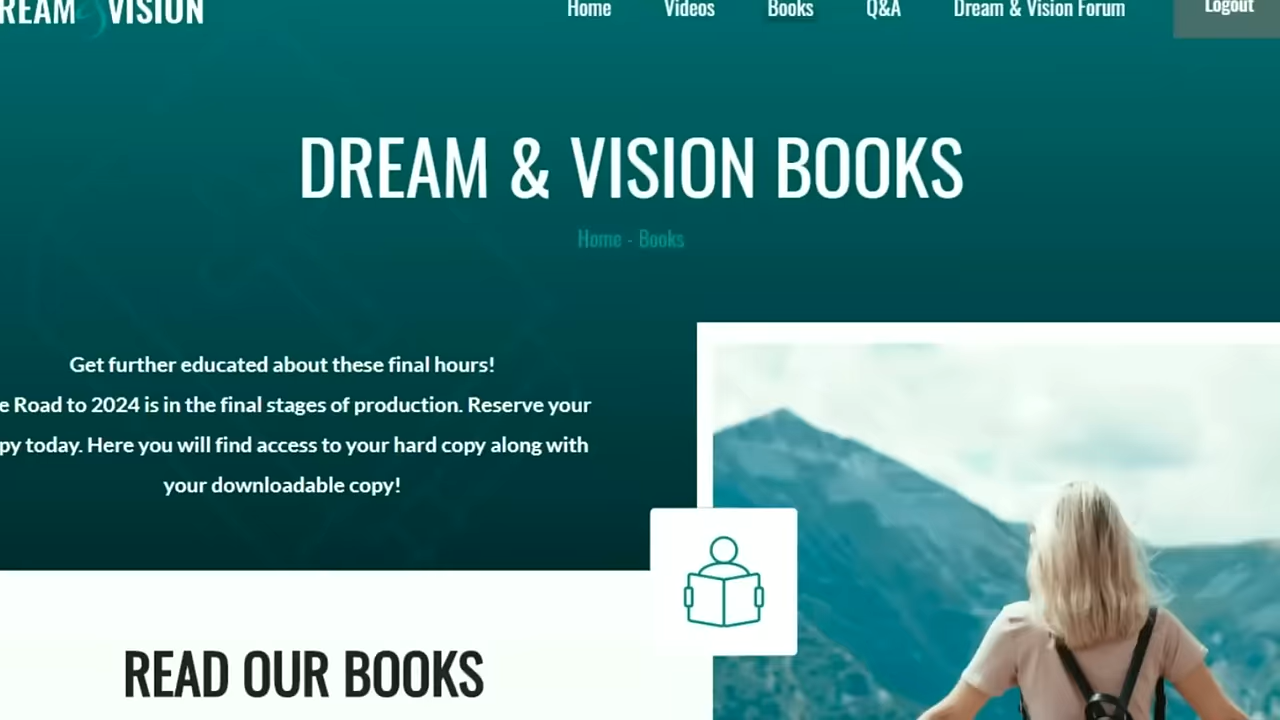 VISION
Home Videos Books Q&A Dream & Vision Forum Logout
DREAM & VISION BOOKS
Home - Books
Get further educated about these final hours!
Road to 2024 is in the final stages of production. Reserve your
today. Here you will find access to your hard copy along with
your downloadable copy!
READ OUR BOOKS